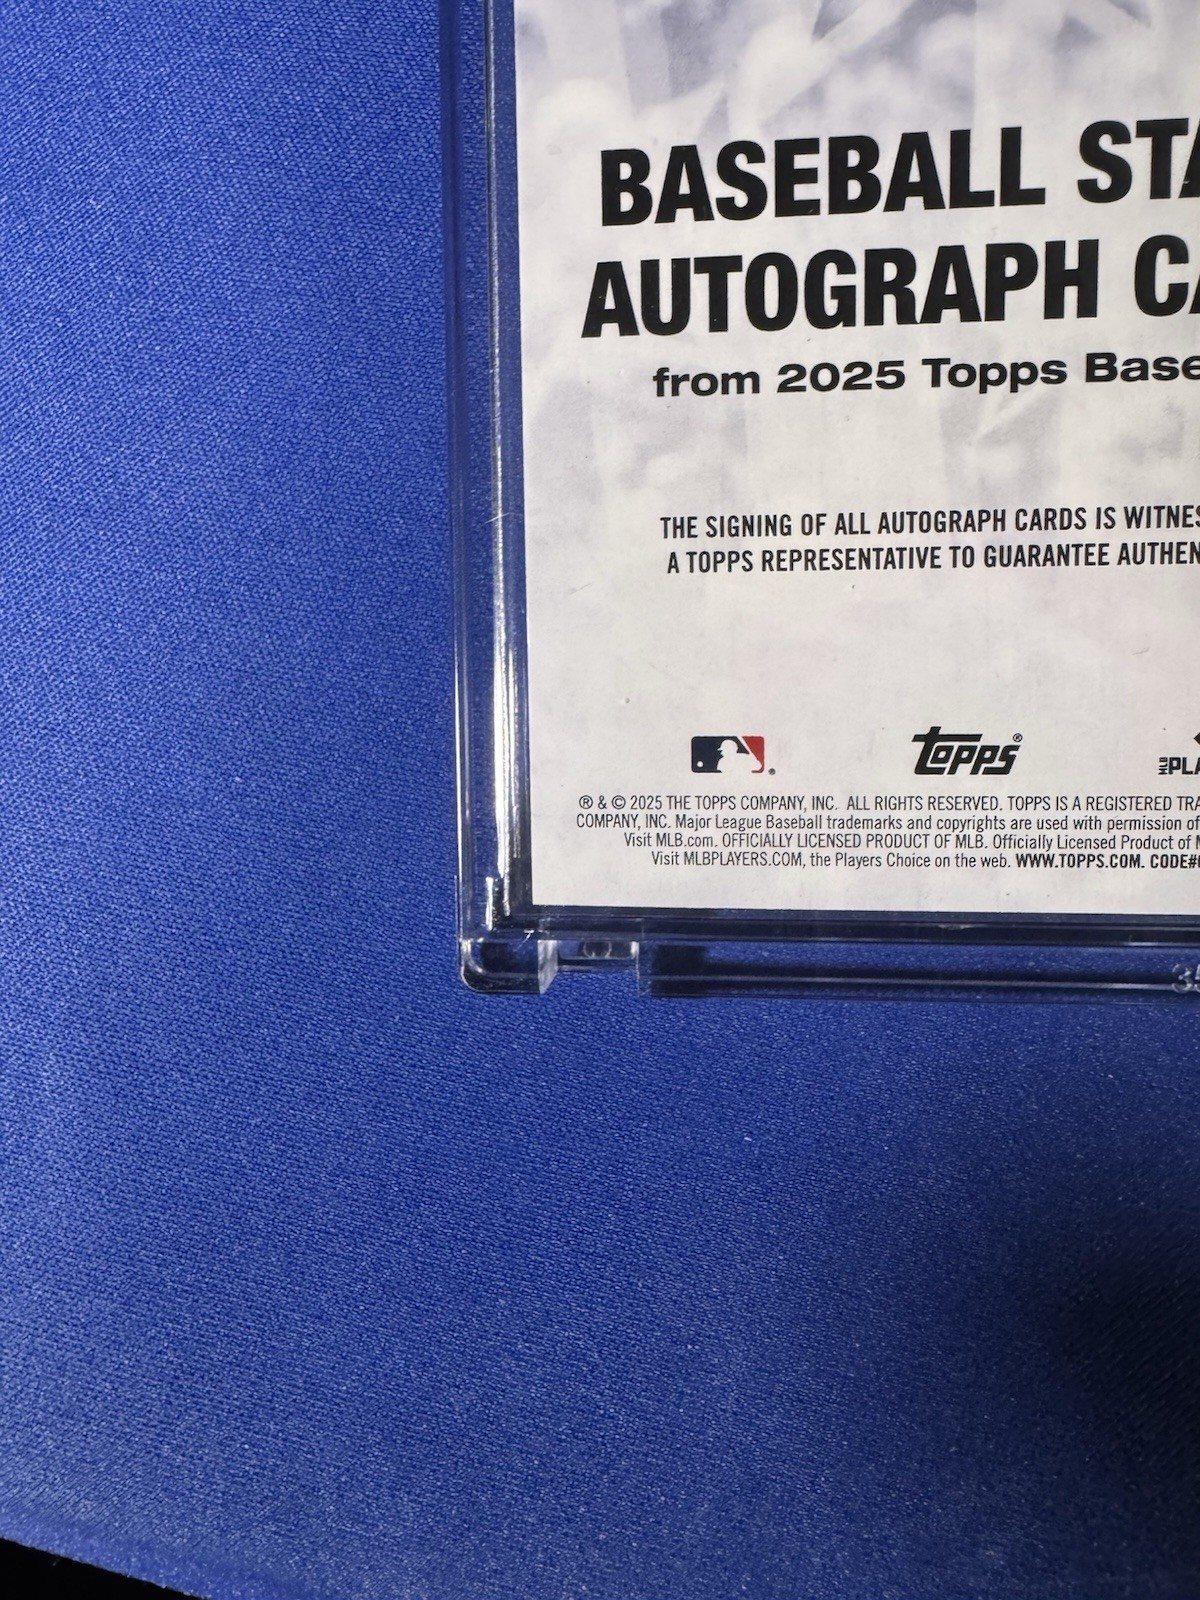 BASEBALL STA
AUTOGRAPH CA
from 2025 Topps Base
THE SIGNING OF ALL AUTOGRAPH CARDS IS WITNES
A TOPPS REPRESENTATIVE TO GUARANTEE AUTHEN
Topps®
MLB PLA
® & © 2025 THE TOPPS COMPANY, INC. ALL RIGHTS RESERVED. TOPPS IS A REGISTERED TRA
COMPANY, INC. Major League Baseball trademarks and copyrights are used with permission of
Visit MLB.com. OFFICIALLY LICENSED PRODUCT OF MLB. Officially Licensed Product of M
Visit MLBPLAYERS.COM, the Players Choice on the web. WWW.TOPPS.COM. CODE#
35